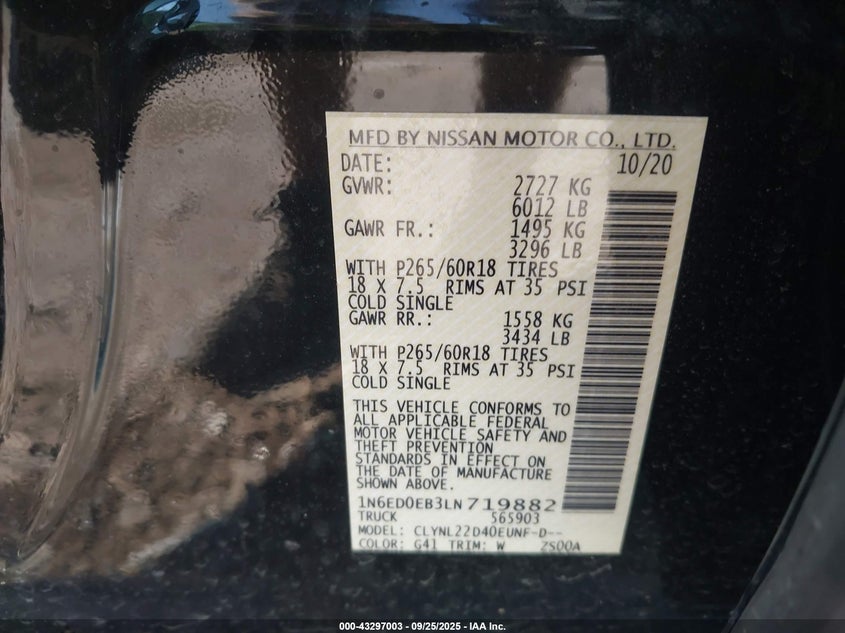 MFD BY NISSAN MOTOR CO., LTD.
DATE: 10/20
GVWR: 2727 KG
6012 LB
GAWR FR.: 1495 KG
3296 LB
WITH P265/60R18 TIRES
18 X 7.5 RIMS AT 35 PSI
COLD SINGLE
GAWR RR.: 1558 KG
3434 LB
WITH P265/60R18 TIRES
18 X 7.5 RIMS AT 35 PSI
COLD SINGLE
THIS VEHICLE CONFORMS TO
ALL APPLICABLE FEDERAL
MOTOR VEHICLE SAFETY AND
THEFT PREVENTION
STANDARDS IN EFFECT ON
THE DATE OF MANUFACTURE
SHOWN ABOVE.
1N6ED0EB3LN719882
TRUCK 565903
MODEL: CLYNL22D40EUNF-D--
COLOR: G41 TRIM: W ZS00A
000-43297003 - 09/25/2025 - IAA Inc.